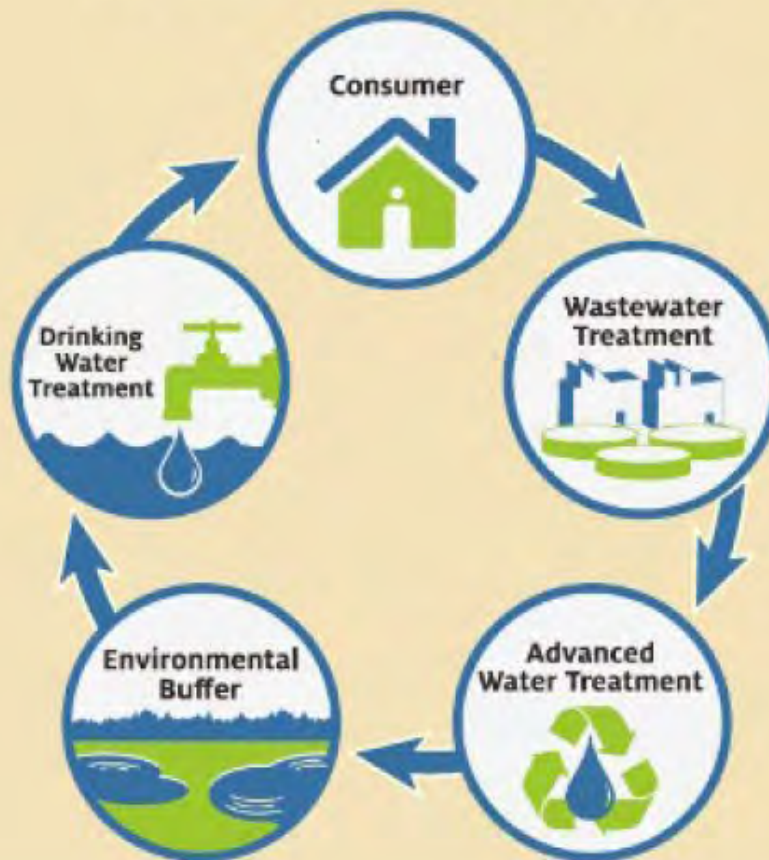 Consumer
Wastewater
Treatment
Advanced
Water Treatment
Environmental
Buffer
Drinking
Water
Treatment